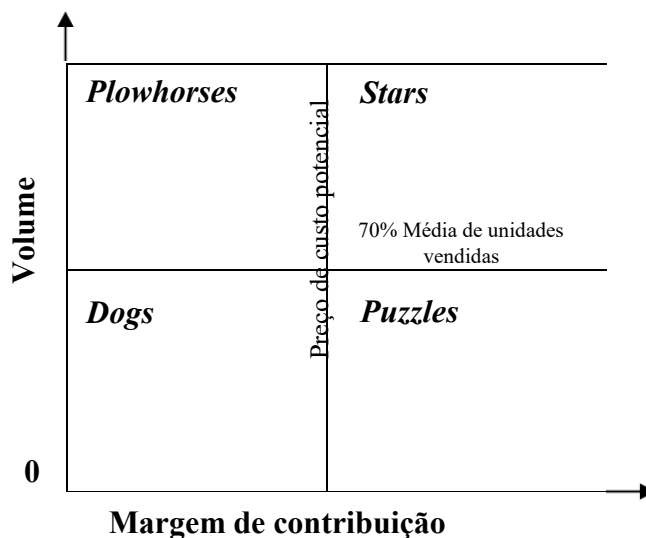 Plowhorses
Stars
Preço de custo potencial
Volume
70% Média de unidades
vendidas
Dogs
Puzzles
0
Margem de contribuição